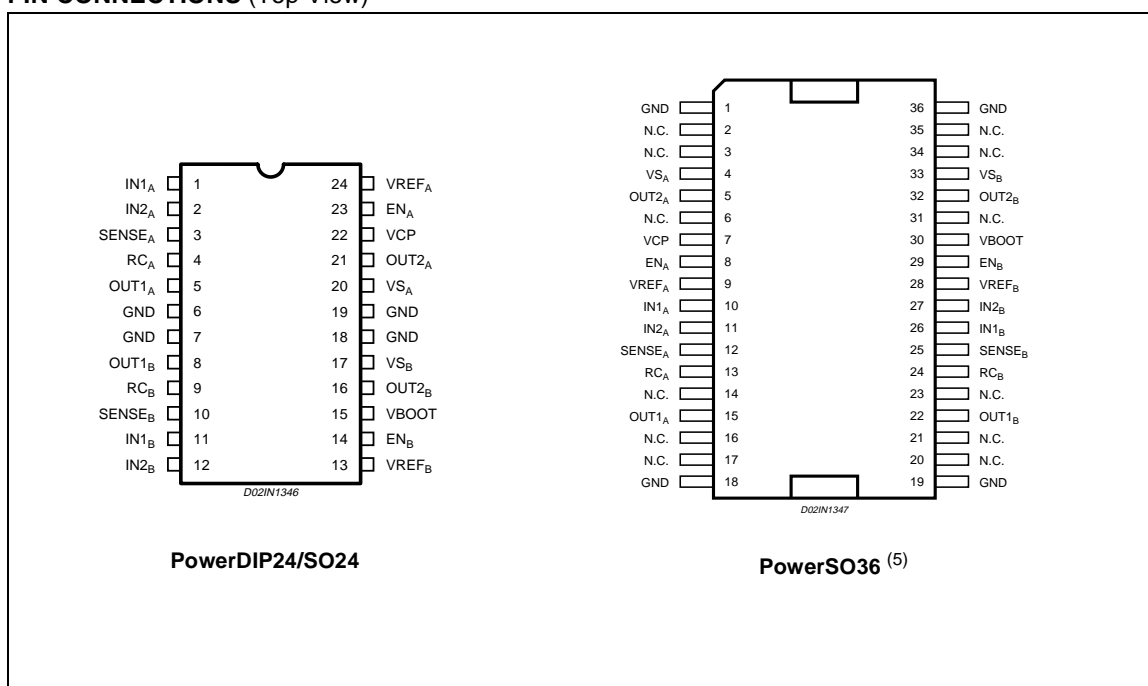 PIN CONNECTIONS (Top View)
IN1A 1 24 VREFA
IN2A 2 23 ENA
SENSEA 3 22 VCP
RCA 4 21 OUT2A
OUT1A 5 20 VSA
GND 6 19 GND
GND 7 18 GND
OUT1B 8 17 VSB
RCB 9 16 OUT2B
SENSEB 10 15 VBOOT
IN1B 11 14 ENB
IN2B 12 13 VREFB
D02IN1346
PowerDIP24/SO24
GND 1 36 GND
N.C. 2 35 N.C.
N.C. 3 34 N.C.
VSA 4 33 VSB
OUT2A 5 32 OUT2B
N.C. 6 31 N.C.
VCP 7 30 VBOOT
ENA 8 29 ENB
VREFA 9 28 VREFB
IN1A 10 27 IN2B
IN2A 11 26 IN1B
SENSEA 12 25 SENSEB
RCA 13 24 RCB
N.C. 14 23 N.C.
OUT1A 15 22 OUT1B
N.C. 16 21 N.C.
N.C. 17 20 N.C.
GND 18 19 GND
D02IN1347
PowerSO36 (5)